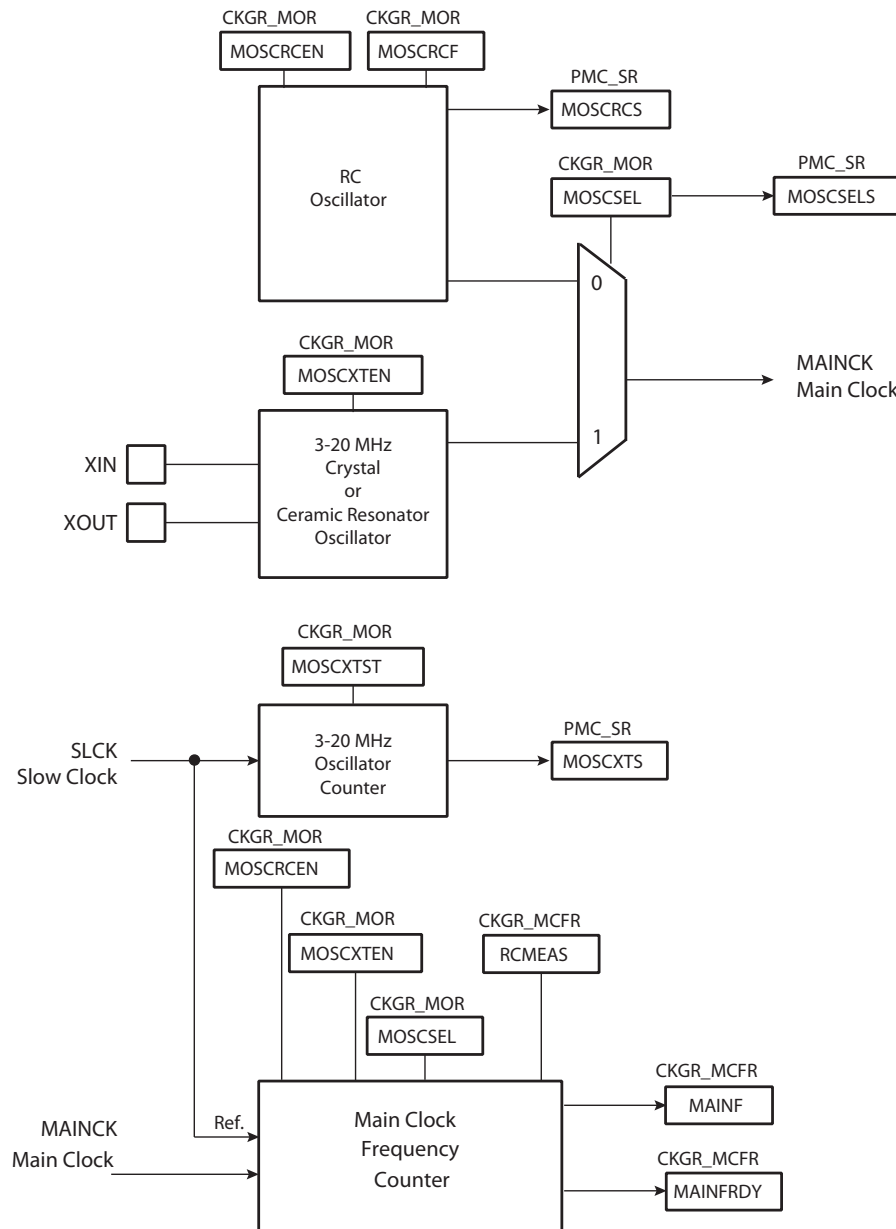 CKGR_MOR
CKGR_MOR
MOSCRCEN
MOSCRCF
PMC_SR
MOSCRCS
RC
Oscillator
CKGR_MOR
MOSCSEL
PMC_SR
MOSCSELS
0
CKGR_MOR
MOSCXTEN
MAINCK
Main Clock
1
3-20 MHz
Crystal
or
Ceramic Resonator
Oscillator
XIN
XOUT
CKGR_MOR
MOSCXTST
SLCK
Slow Clock
3-20 MHz
Oscillator
Counter
PMC_SR
MOSCXTS
CKGR_MOR
MOSCRCEN
CKGR_MOR
MOSCXTEN
CKGR_MCFR
RCMEAS
CKGR_MOR
MOSCSEL
MAINCK
Main Clock
Ref.
Main Clock
Frequency
Counter
CKGR_MCFR
MAINF
CKGR_MCFR
MAINFRDY